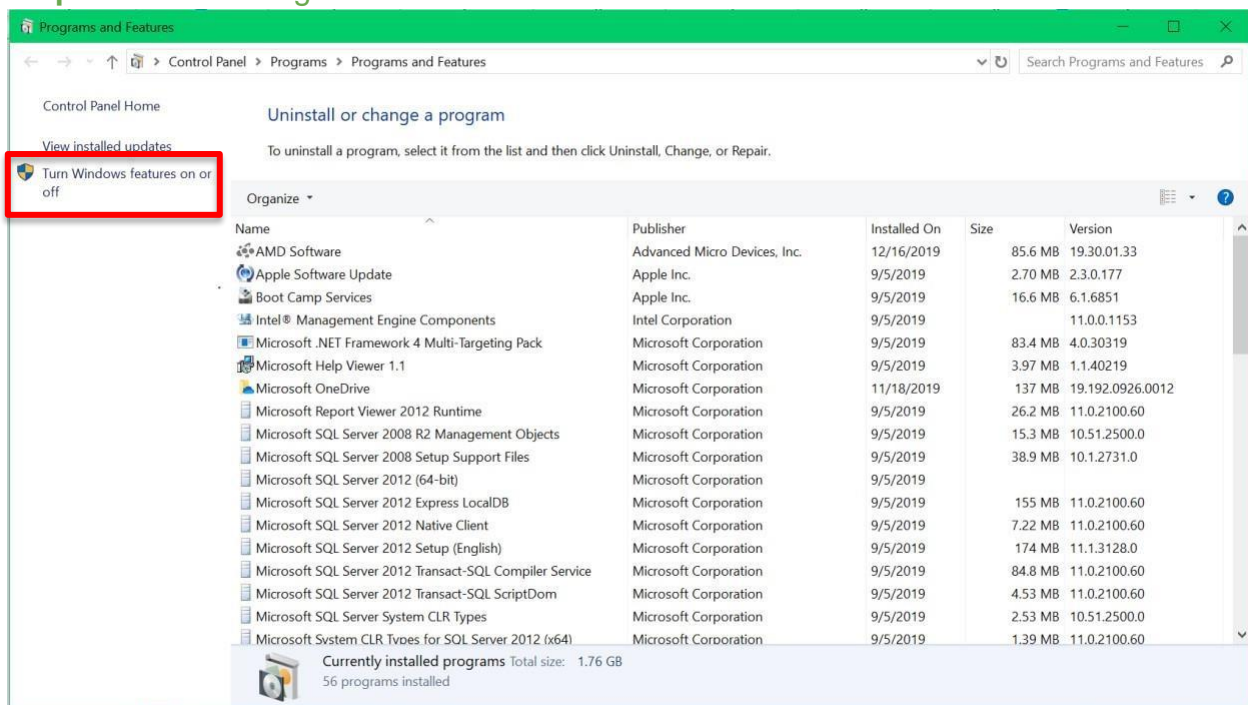 Programs and Features
Control Panel > Programs > Programs and Features
Search Programs and Features
Control Panel Home
View installed updates
Turn Windows features on or
off
Uninstall or change a program
To uninstall a program, select it from the list and then click Uninstall, Change, or Repair.
Organize
Name Publisher Installed On Size Version
AMD Software Advanced Micro Devices, Inc. 12/16/2019 85.6 MB 19.30.01.33
Apple Software Update Apple Inc. 9/5/2019 2.70 MB 2.3.0.177
Boot Camp Services Apple Inc. 9/5/2019 16.6 MB 6.1.6851
Intel® Management Engine Components Intel Corporation 9/5/2019 11.0.0.1153
Microsoft .NET Framework 4 Multi-Targeting Pack Microsoft Corporation 9/5/2019 83.4 MB 4.0.30319
Microsoft Help Viewer 1.1 Microsoft Corporation 9/5/2019 3.97 MB 1.1.40219
Microsoft OneDrive Microsoft Corporation 11/18/2019 137 MB 19.192.0926.0012
Microsoft Report Viewer 2012 Runtime Microsoft Corporation 9/5/2019 26.2 MB 11.0.2100.60
Microsoft SQL Server 2008 R2 Management Objects Microsoft Corporation 9/5/2019 15.3 MB 10.51.2500.0
Microsoft SQL Server 2008 Setup Support Files Microsoft Corporation 9/5/2019 38.9 MB 10.1.2731.0
Microsoft SQL Server 2012 (64-bit) Microsoft Corporation 9/5/2019
Microsoft SQL Server 2012 Express LocalDB Microsoft Corporation 9/5/2019 155 MB 11.0.2100.60
Microsoft SQL Server 2012 Native Client Microsoft Corporation 9/5/2019 7.22 MB 11.0.2100.60
Microsoft SQL Server 2012 Setup (English) Microsoft Corporation 9/5/2019 174 MB 11.1.3128.0
Microsoft SQL Server 2012 Transact-SQL Compiler Service Microsoft Corporation 9/5/2019 84.8 MB 11.0.2100.60
Microsoft SQL Server 2012 Transact-SQL ScriptDom Microsoft Corporation 9/5/2019 4.53 MB 11.0.2100.60
Microsoft SQL Server System CLR Types Microsoft Corporation 9/5/2019 2.53 MB 10.51.2500.0
Microsoft System CLR Types for SQL Server 2012 (x64) Microsoft Corporation 9/5/2019 1.39 MB 11.0.2100.60
Currently installed programs Total size: 1.76 GB
56 programs installed